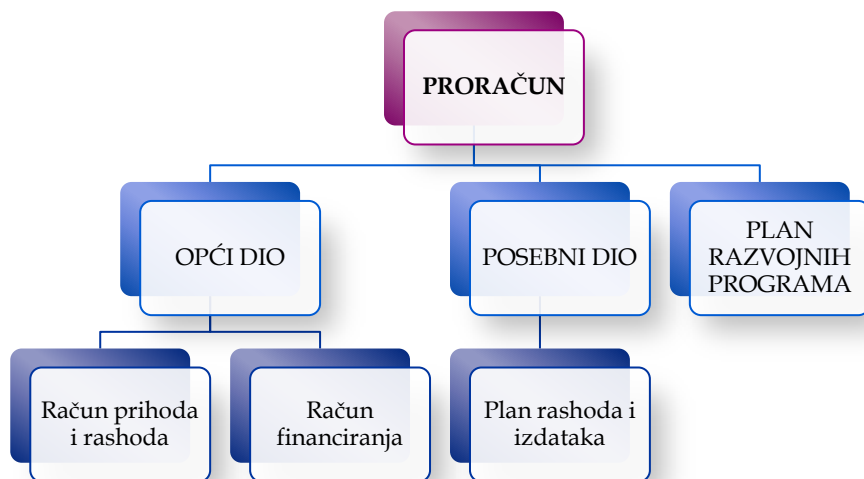 PRORAČUN
OPĆI DIO
POSEBNI DIO
PLAN
RAZVOJNIH
PROGRAMA
Račun prihoda
i rashoda
Račun
financiranja
Plan rashoda i
izdataka